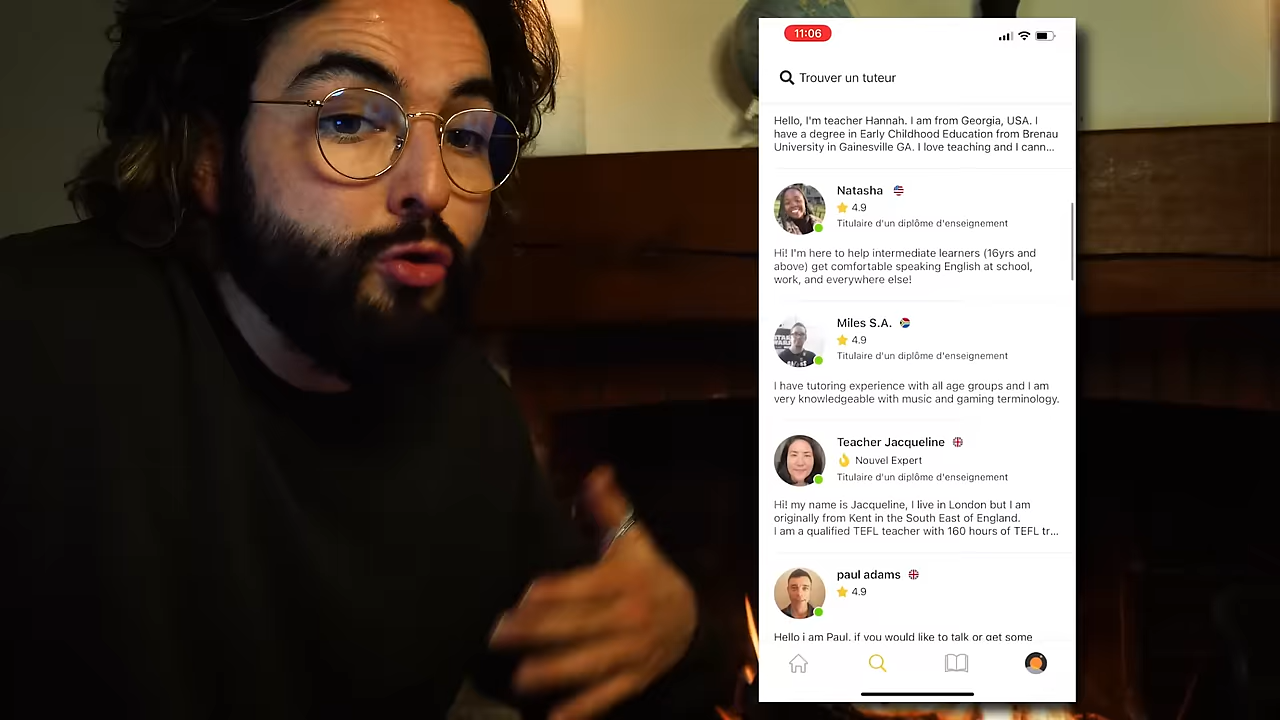 11:06
Trouver un tuteur
Hello, I'm teacher Hannah. I am from Georgia, USA. I
have a degree in Early Childhood Education from Brenau
University in Gainesville GA. I love teaching and I cann...
Natasha
4.9
Titulaire d'un diplôme d'enseignement
Hi! I'm here to help intermediate learners (16yrs and
above) get comfortable speaking English at school,
work, and everywhere else!
Miles S.A.
4.9
Titulaire d'un diplôme d'enseignement
I have tutoring experience with all age groups and I am
very knowledgeable with music and gaming terminology.
Teacher Jacqueline
Nouvel Expert
Titulaire d'un diplôme d'enseignement
Hi! my name is Jacqueline, I live in London but I am
originally from Kent in the South East of England.
I am a qualified TEFL teacher with 160 hours of TEFL tr...
paul adams
4.9
Hello i am Paul. if you would like to talk or get some